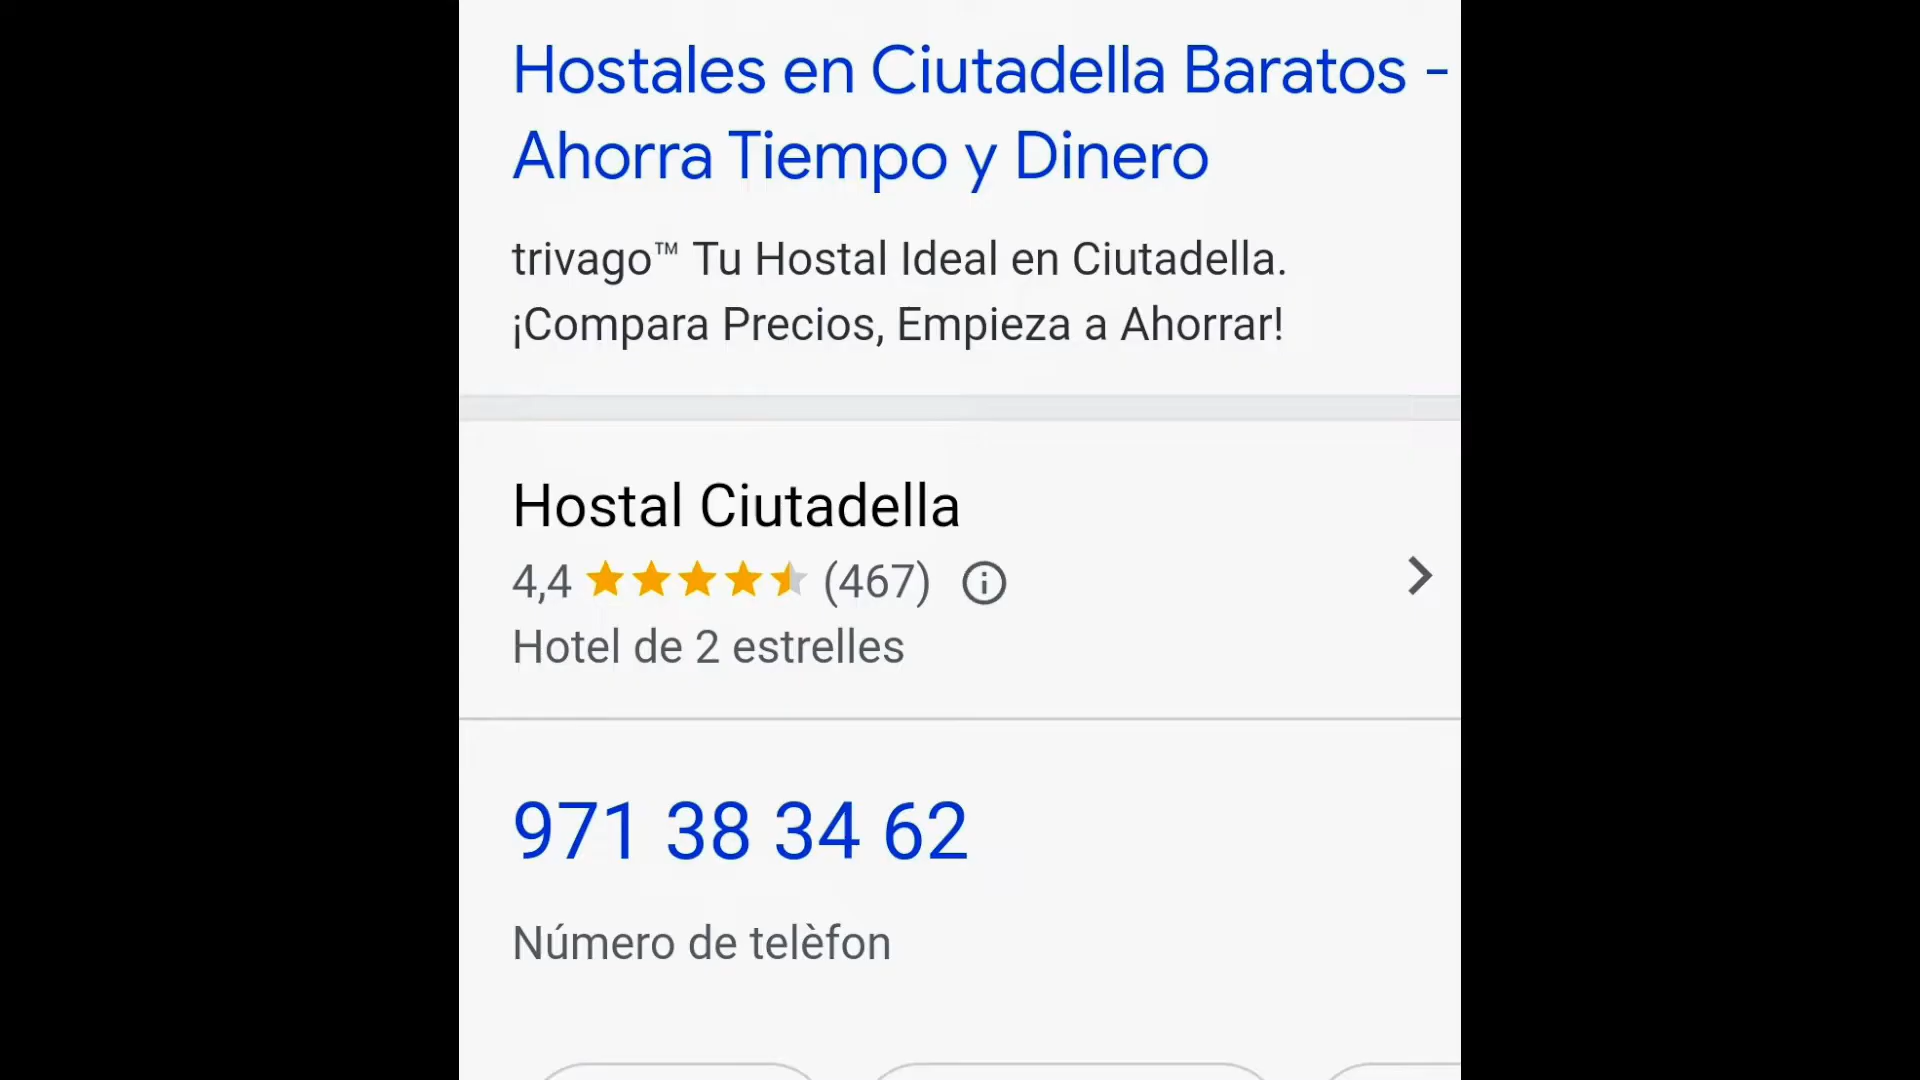 Hostales en Ciutadella Baratos -
Ahorra Tiempo y Dinero
trivago™ Tu Hostal Ideal en Ciutadella.
¡Compara Precios, Empieza a Ahorrar!
Hostal Ciutadella
4,4 (467)
Hotel de 2 estrelles
971 38 34 62
Número de telèfon